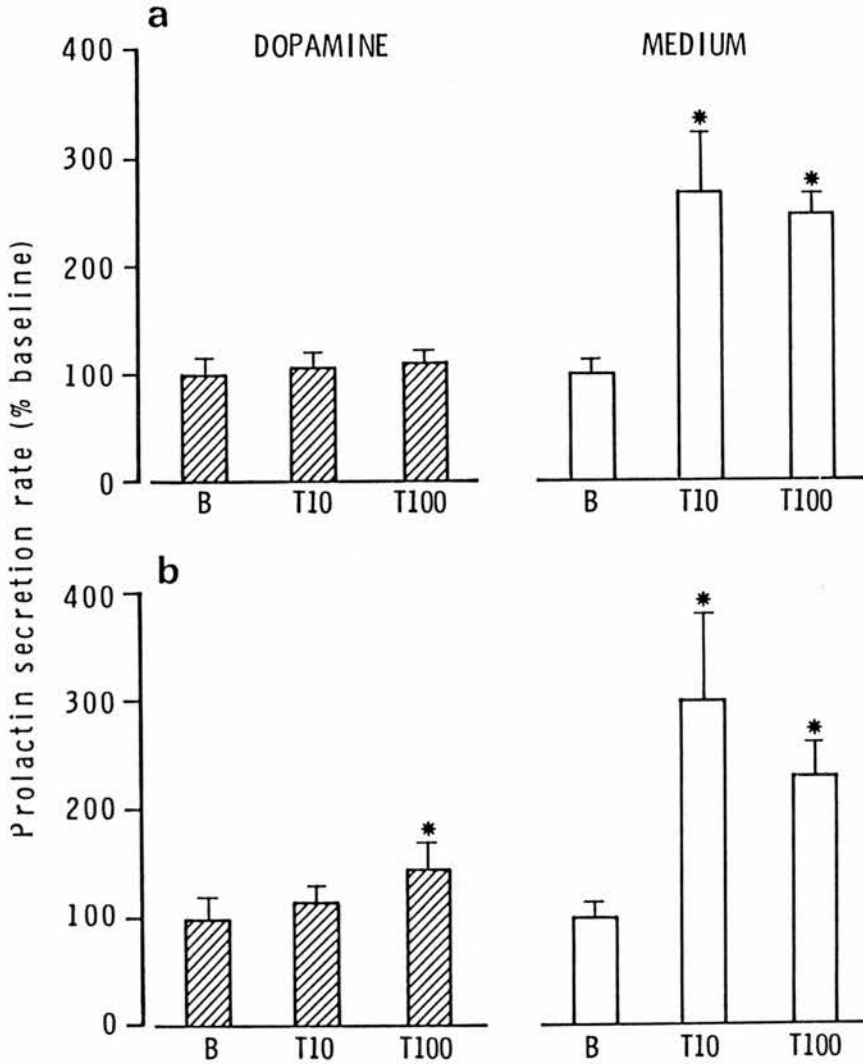 a
DOPAMINE MEDIUM
Prolactin secretion rate (% baseline)
400
300
200
100
0
* *
B T10 T100 B T10 T100
b
400
300
200
100
0
* * *
B T10 T100 B T10 T100